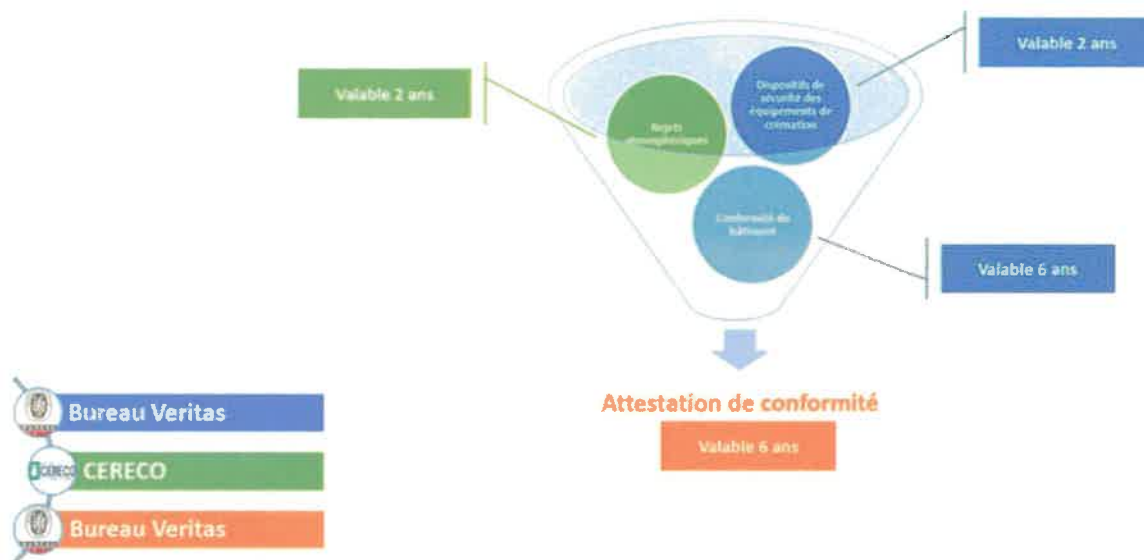 Valable 2 ans
Valable 2 ans
Dispositifs de
sécurité des
équipements de
crémation
Rejets
atmosphériques
Conformité du
bâtiment
Valable 6 ans
Attestation de conformité
Valable 6 ans
Bureau Veritas
CERECO
CERECO
Bureau Veritas